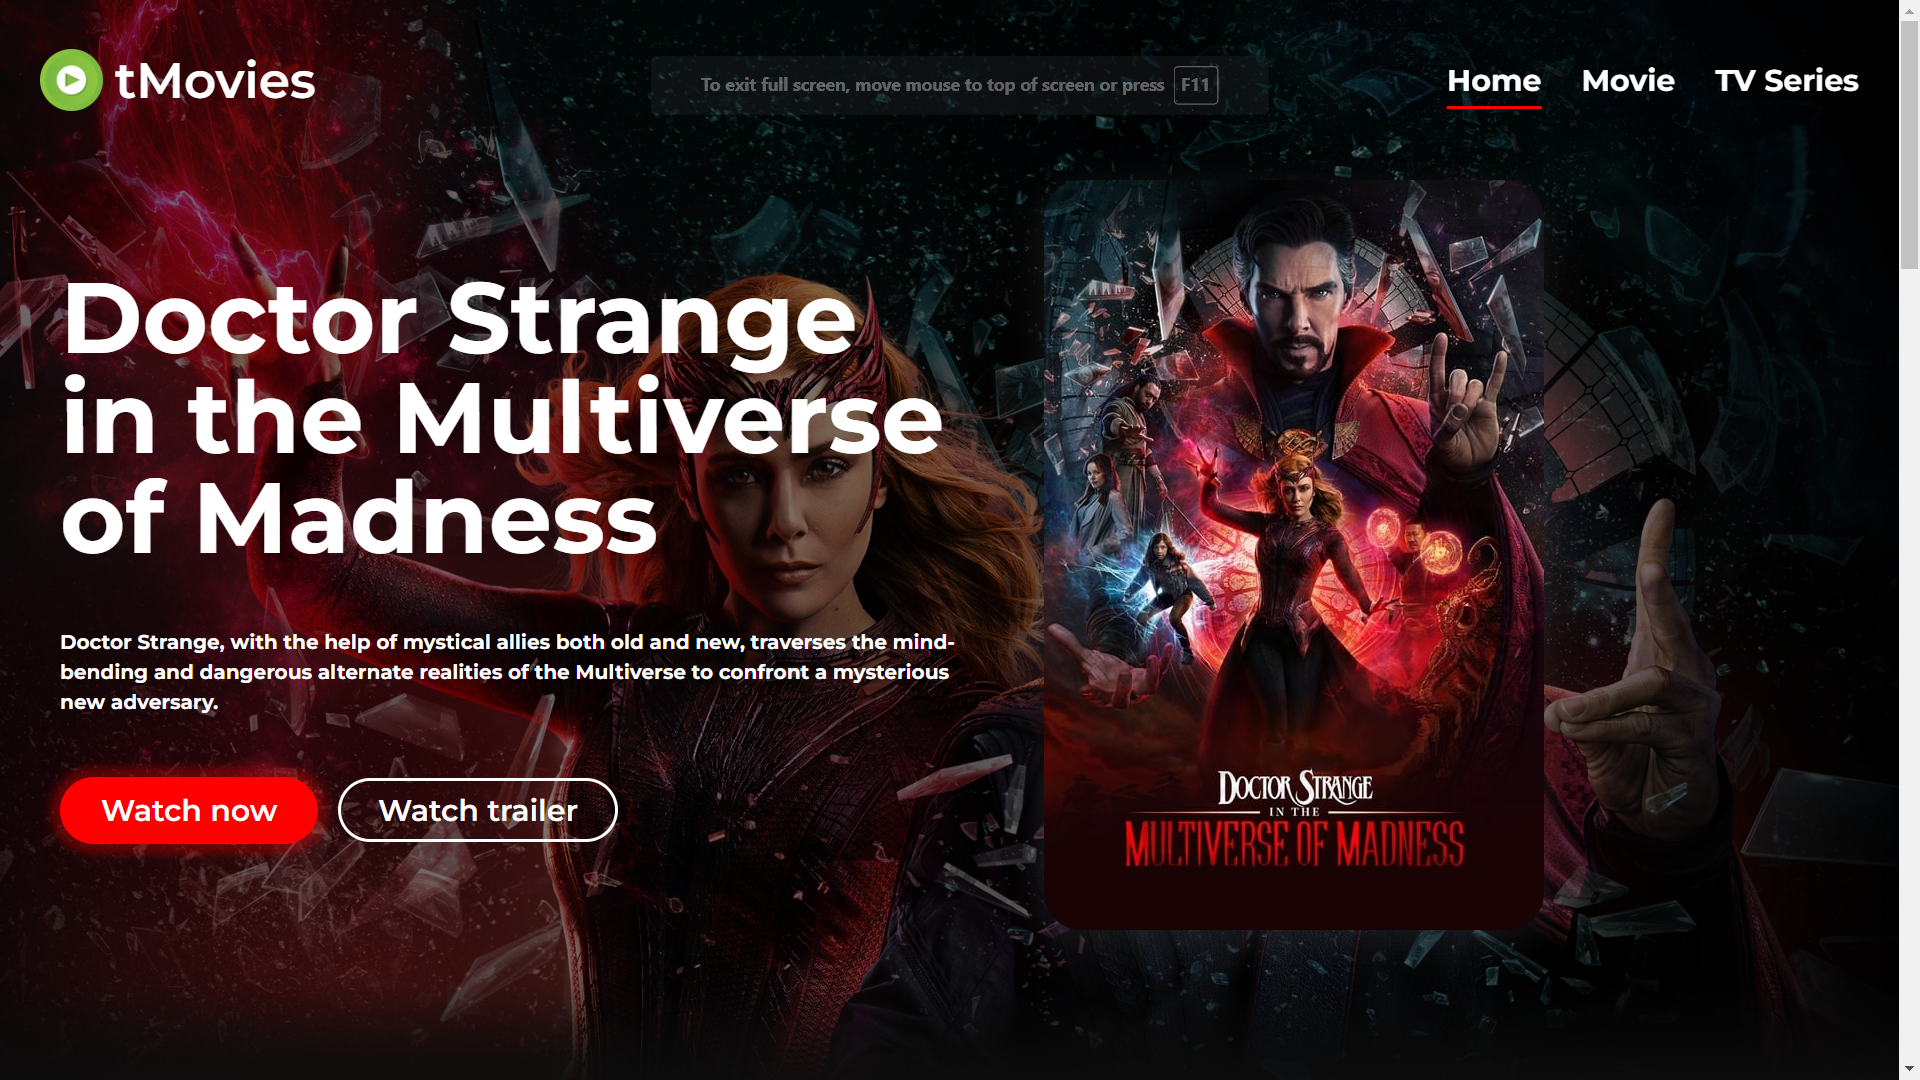 tMovies
To exit full screen, move mouse to top of screen or press F11
Home Movie TV Series
Doctor Strange
in the Multiverse
of Madness
Doctor Strange, with the help of mystical allies both old and new, traverses the mind-
bending and dangerous alternate realities of the Multiverse to confront a mysterious
new adversary.
Watch now Watch trailer
DOCTOR STRANGE
IN THE
MULTIVERSE OF MADNESS